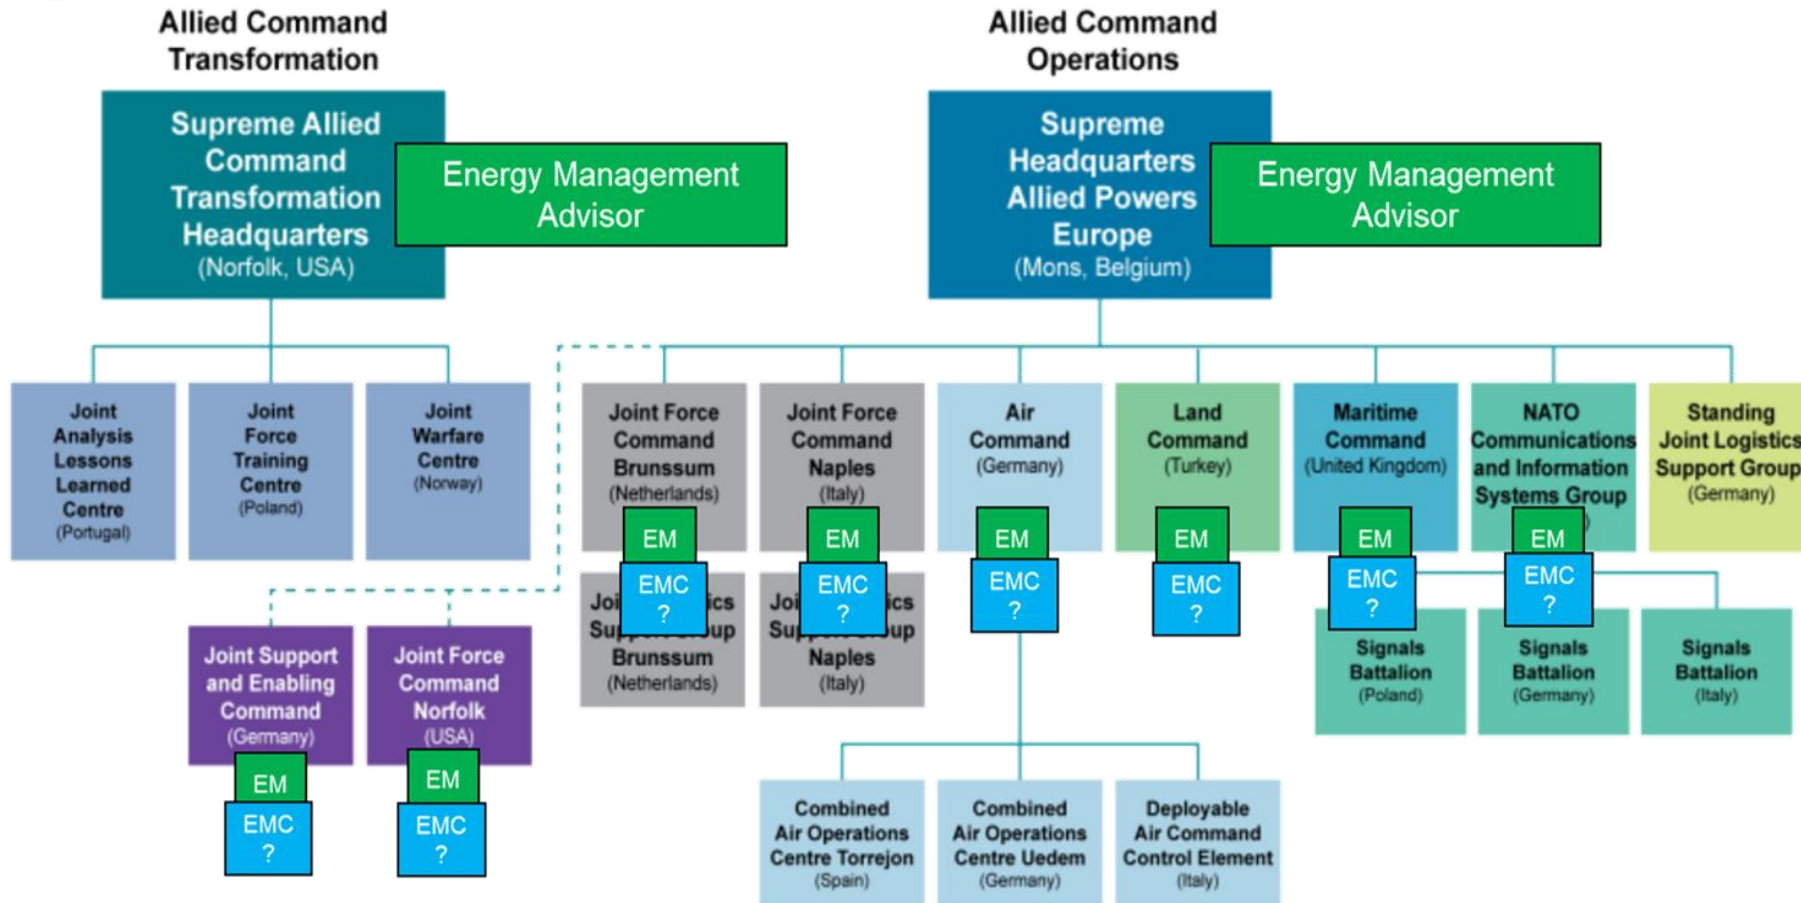 Allied Command
Transformation
Supreme Allied
Command
Transformation
Headquarters
(Norfolk, USA)
Energy Management
Advisor
Allied Command
Operations
Supreme
Headquarters
Allied Powers
Europe
(Mons, Belgium)
Energy Management
Advisor
Joint
Analysis
Lessons
Learned
Centre
(Portugal)
Joint
Force
Training
Centre
(Poland)
Joint
Warfare
Centre
(Norway)
Joint Force
Command
Brunssum
(Netherlands)
EM
EMC
?
Joint Force
Command
Naples
(Italy)
EM
EMC
?
Air
Command
(Germany)
EM
EMC
?
Land
Command
(Turkey)
EM
EMC
?
Maritime
Command
(United Kingdom)
EM
EMC
?
NATO
Communications
and Information
Systems Group
EM
EMC
?
Standing
Joint Logistics
Support Group
(Germany)
Brunssum
(Netherlands)
Naples
(Italy)
Signals
Battalion
(Poland)
Signals
Battalion
(Germany)
Signals
Battalion
(Italy)
Joint Support
and Enabling
Command
(Germany)
EM
EMC
?
Joint Force
Command
Norfolk
(USA)
EM
EMC
?
Combined
Air Operations
Centre Torrejon
(Spain)
Combined
Air Operations
Centre Uedem
(Germany)
Deployable
Air Command
Control Element
(Italy)